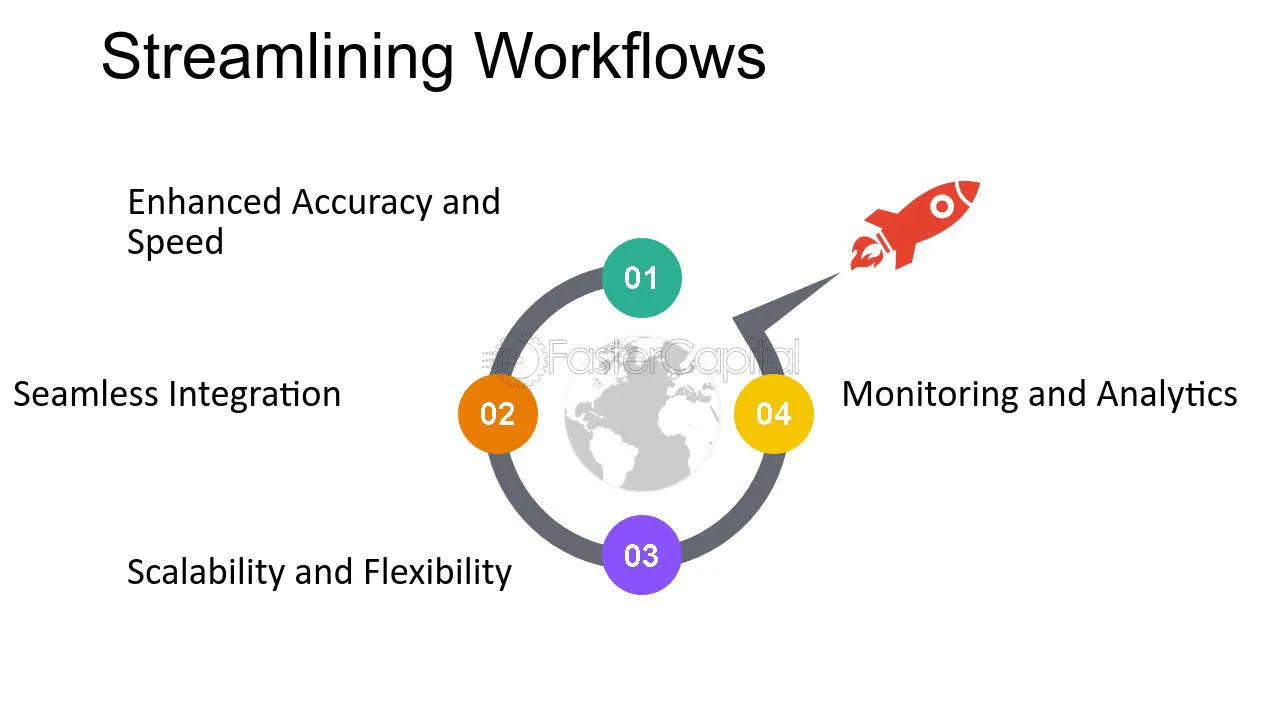 Streamlining Workflows
Enhanced Accuracy and
Speed
01
FasterCapital
Seamless Integration
02
04
Monitoring and Analytics
03
Scalability and Flexibility